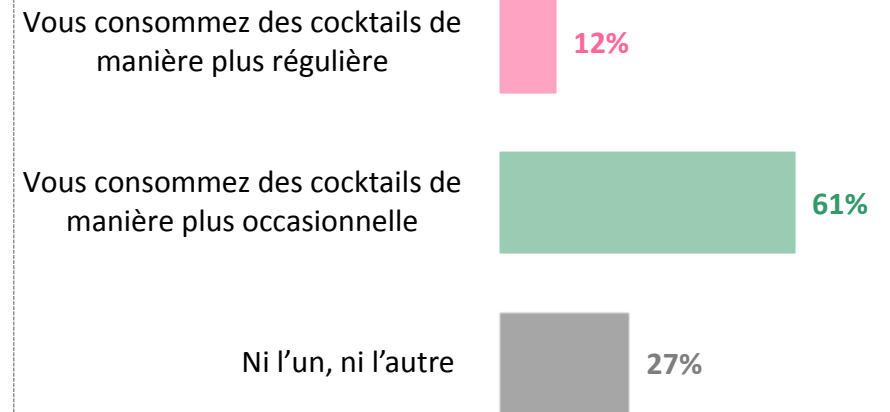 Vous consommez des cocktails de
manière plus régulière
12%
Vous consommez des cocktails de
manière plus occasionnelle
61%
Ni l’un, ni l’autre
27%